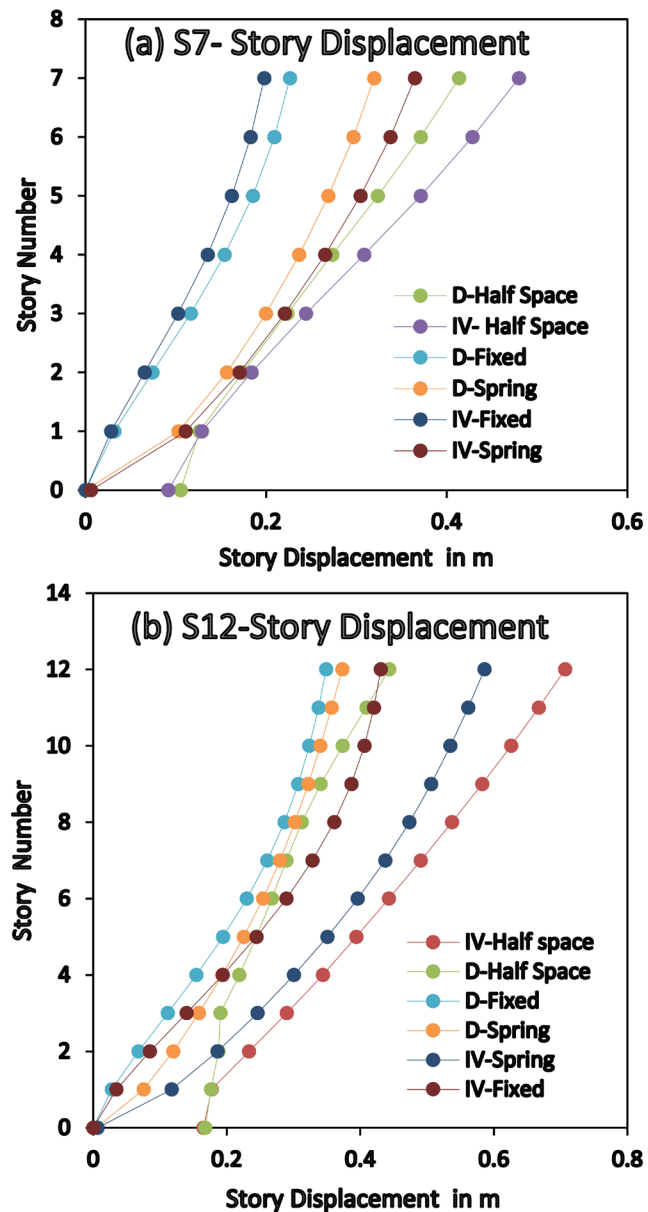 (a) S7- Story Displacement
8
7
6
5
4
3
2
1
0
Story Number
D-Half Space
IV- Half Space
D-Fixed
D-Spring
IV-Fixed
IV-Spring
0 0.2 0.4 0.6
Story Displacement in m
(b) S12-Story Displacement
14
12
10
8
6
4
2
0
Story Number
IV-Half space
D-Half Space
D-Fixed
D-Spring
IV-Spring
IV-Fixed
0 0.2 0.4 0.6 0.8
Story Displacement in m